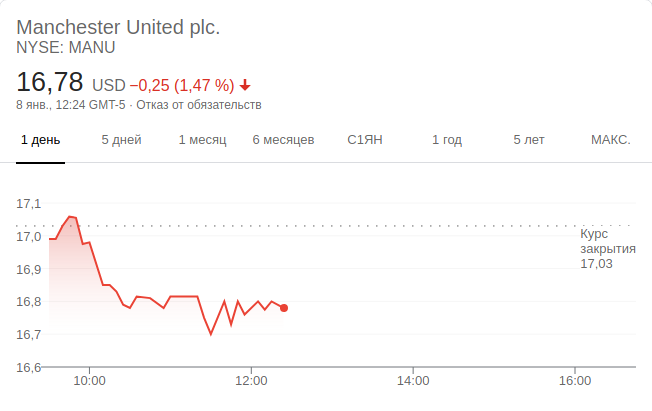 Manchester United plc.
NYSE: MANU
16,78 USD −0,25 (1,47 %)
8 янв., 12:24 GMT-5 · Отказ от обязательств
1 день 5 дней 1 месяц 6 месяцев С1ЯН 1 год 5 лет МАКС.
17,1
17,0
16,9
16,8
16,7
16,6
Курс
закрытия
17,03
10:00 12:00 14:00 16:00